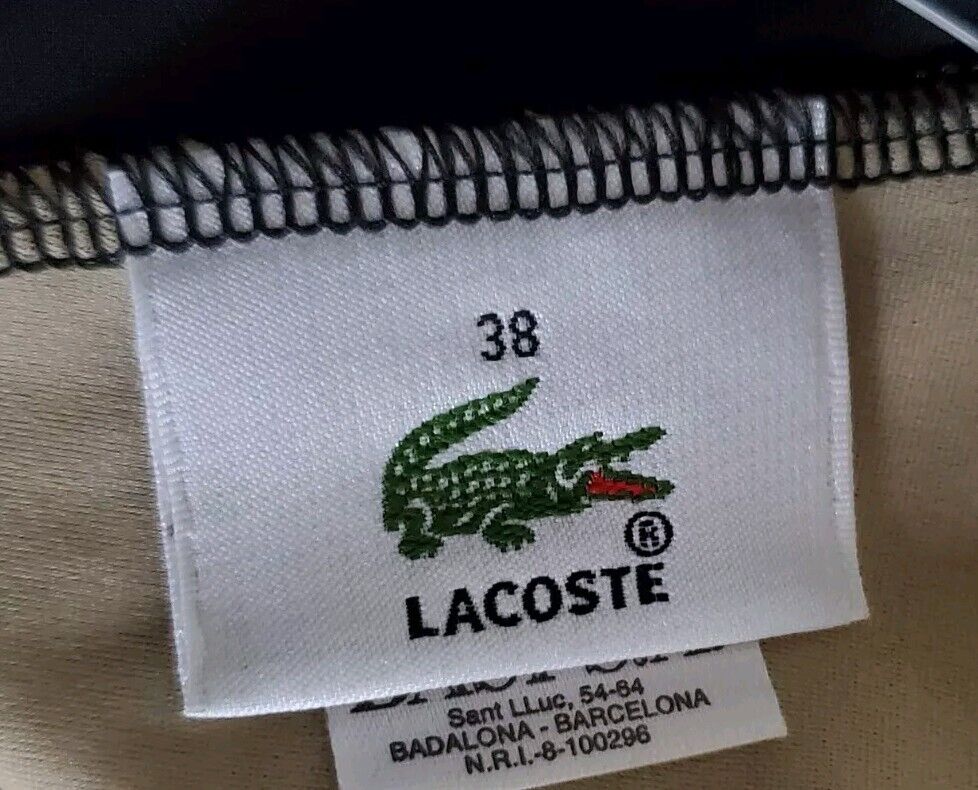 38
®
LACOSTE
Sant LLuc, 54-64
BADALONA - BARCELONA
N.R.I.-8-100296